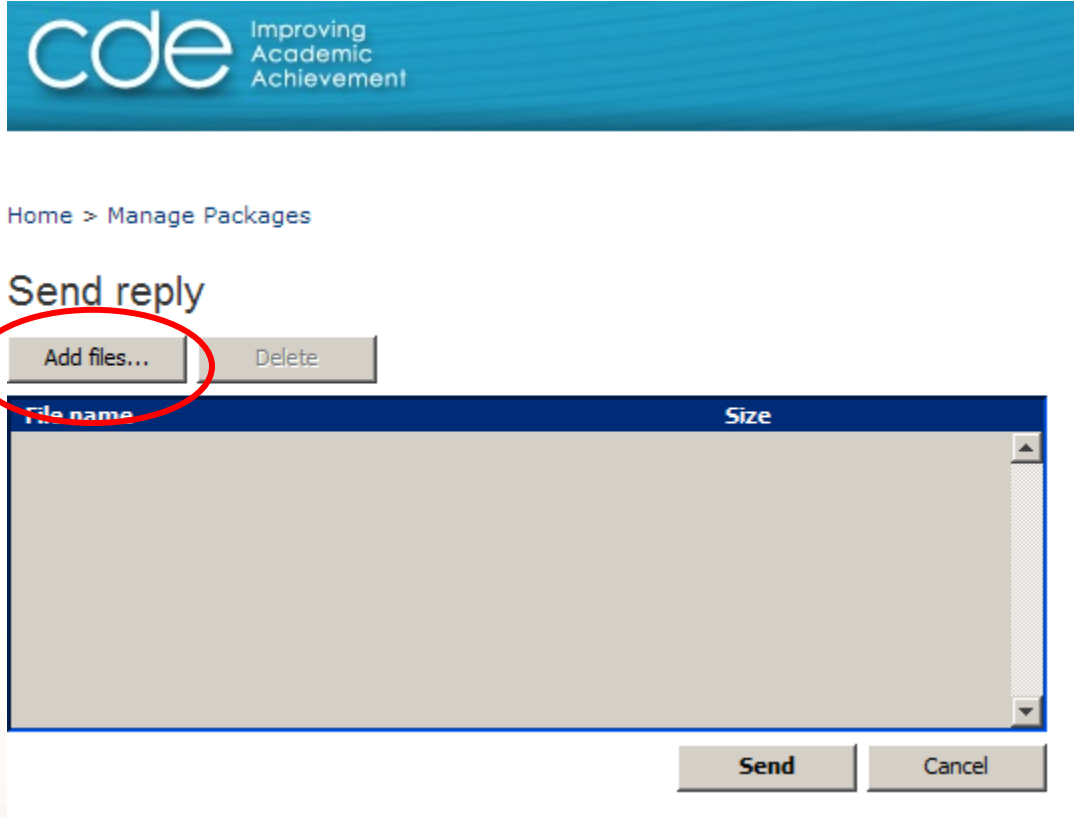 cde
Improving
Academic
Achievement
Home > Manage Packages
Send reply
Add files... Delete
File name Size
Send Cancel